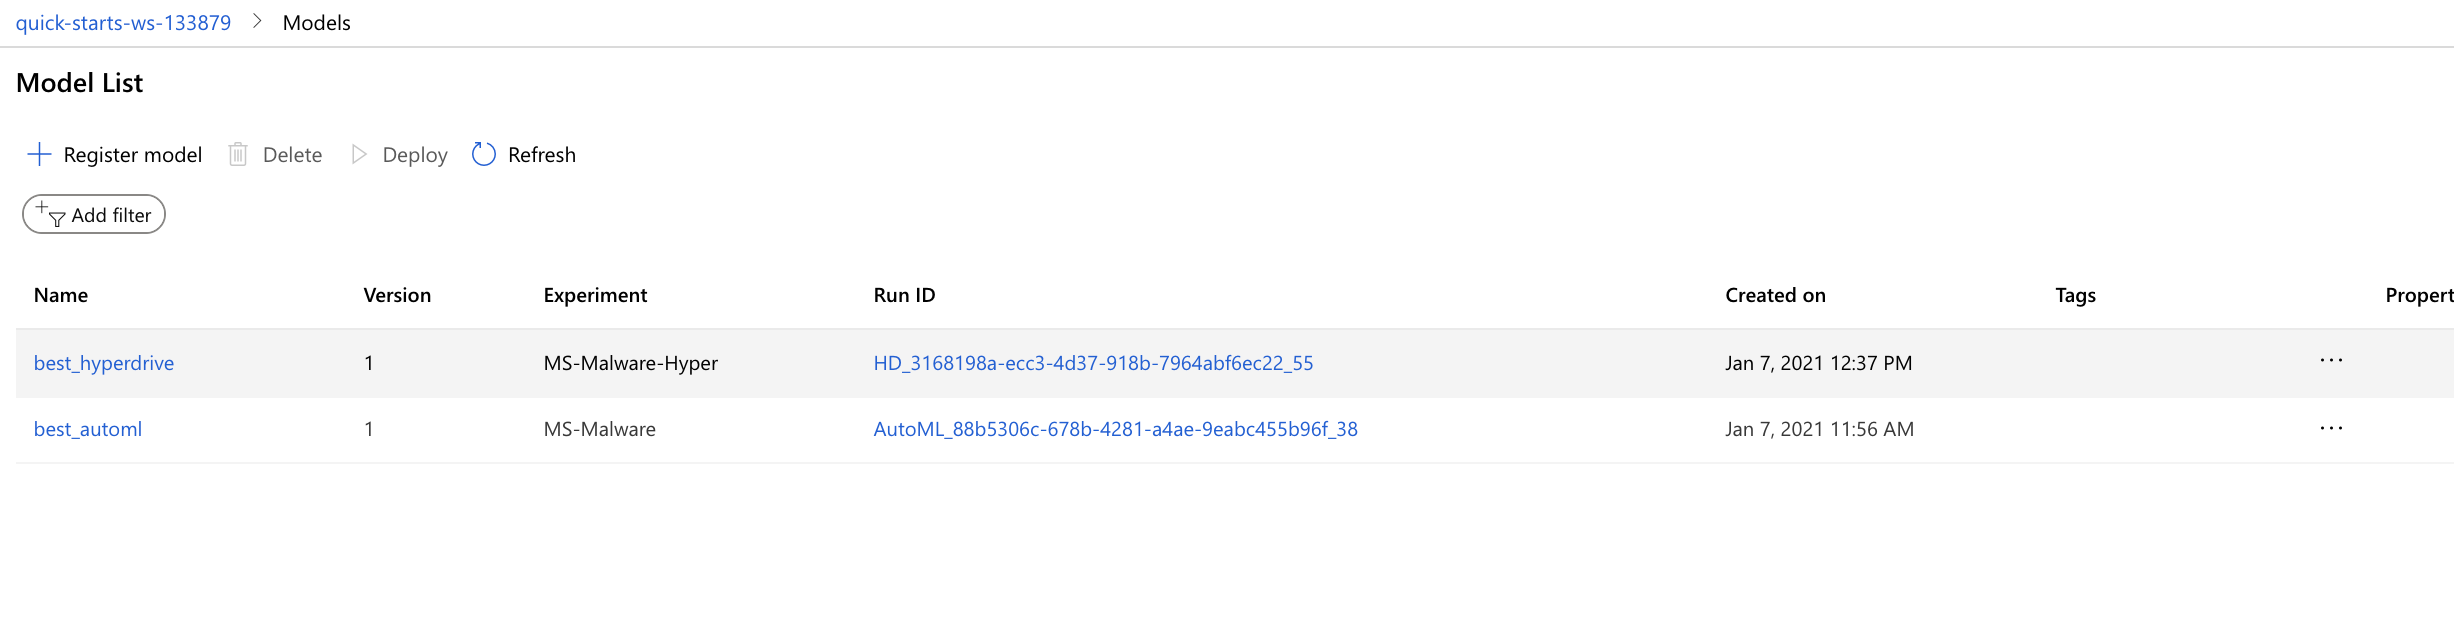 quick-starts-ws-133879 > Models
Model List
Register model Delete Deploy Refresh
Add filter
Name Version Experiment Run ID Created on Tags Propert
best_hyperdrive 1 MS-Malware-Hyper HD_3168198a-ecc3-4d37-918b-7964abf6ec22_55 Jan 7, 2021 12:37 PM ...
best_automl 1 MS-Malware AutoML_88b5306c-678b-4281-a4ae-9eabc455b96f_38 Jan 7, 2021 11:56 AM ...